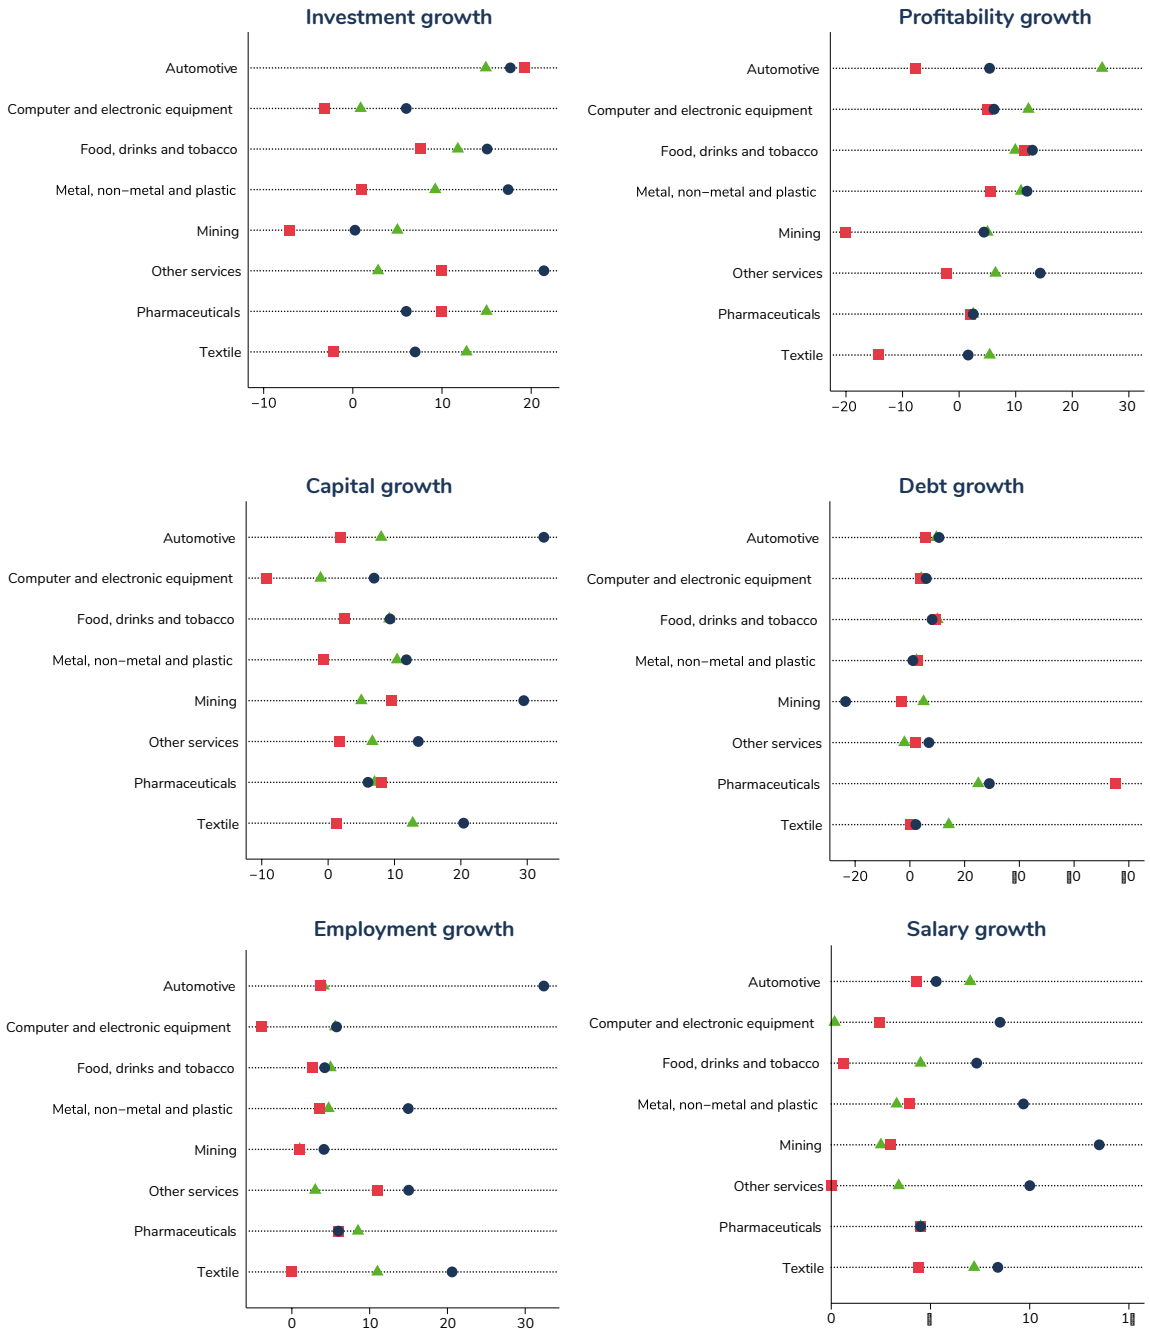 Investment growth
Automotive
Computer and electronic equipment
Food, drinks and tobacco
Metal, non−metal and plastic
Mining
Other services
Pharmaceuticals
Textile
−10 0 10 20
Profitability growth
Automotive
Computer and electronic equipment
Food, drinks and tobacco
Metal, non−metal and plastic
Mining
Other services
Pharmaceuticals
Textile
−20 −10 0 10 20 30
Capital growth
Automotive
Computer and electronic equipment
Food, drinks and tobacco
Metal, non−metal and plastic
Mining
Other services
Pharmaceuticals
Textile
−10 0 10 20 30
Debt growth
Automotive
Computer and electronic equipment
Food, drinks and tobacco
Metal, non−metal and plastic
Mining
Other services
Pharmaceuticals
Textile
−20 0 20
Employment growth
Automotive
Computer and electronic equipment
Food, drinks and tobacco
Metal, non−metal and plastic
Mining
Other services
Pharmaceuticals
Textile
0 10 20 30
Salary growth
Automotive
Computer and electronic equipment
Food, drinks and tobacco
Metal, non−metal and plastic
Mining
Other services
Pharmaceuticals
Textile
0 10